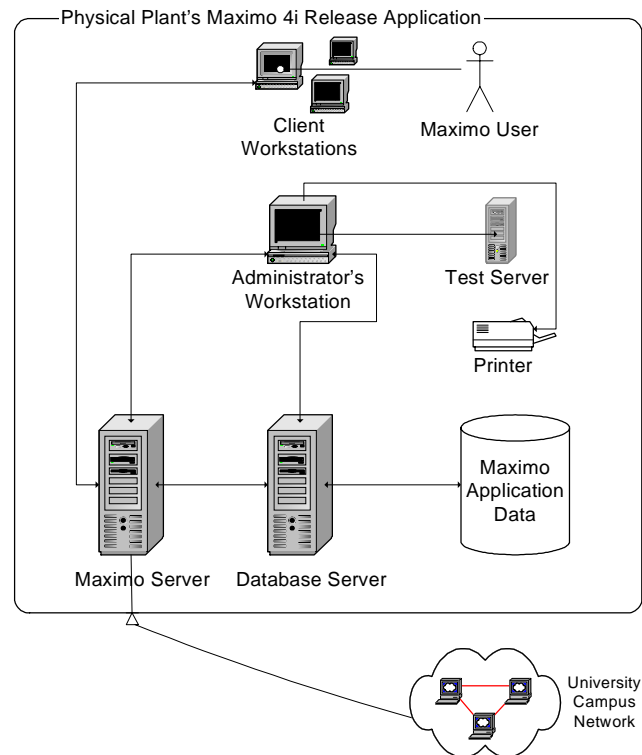 Physical Plant's Maximo 4i Release Application
Client
Workstations
Maximo User
Administrator's
Workstation
Test Server
Printer
Maximo
Application
Data
Maximo Server
Database Server
University
Campus
Network